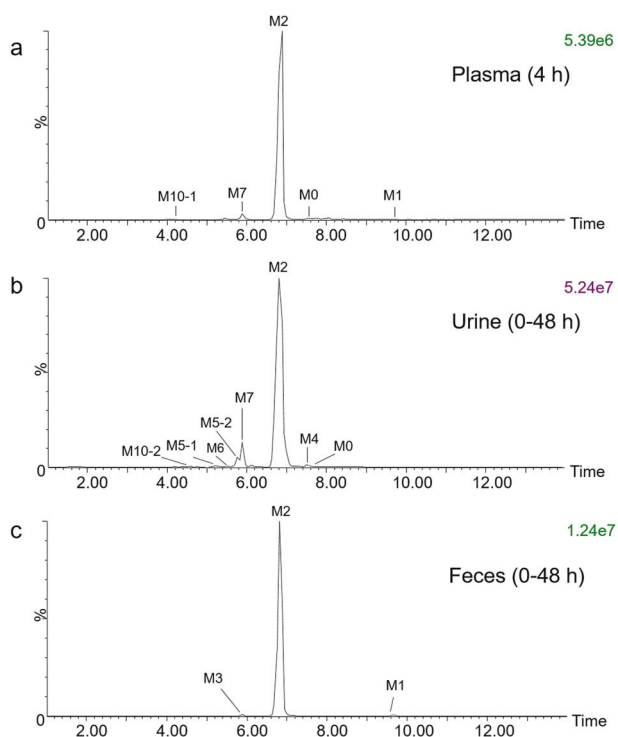 a
M2
5.39e6
Plasma (4 h)
%
M10-1
M7
M0
M1
0
Time
2.00 4.00 6.00 8.00 10.00 12.00
b
M2
5.24e7
Urine (0-48 h)
%
M7
M5-2
M10-2
M5-1
M6
M4
M0
0
Time
2.00 4.00 6.00 8.00 10.00 12.00
c
M2
1.24e7
Feces (0-48 h)
%
M3
M1
0
Time
2.00 4.00 6.00 8.00 10.00 12.00